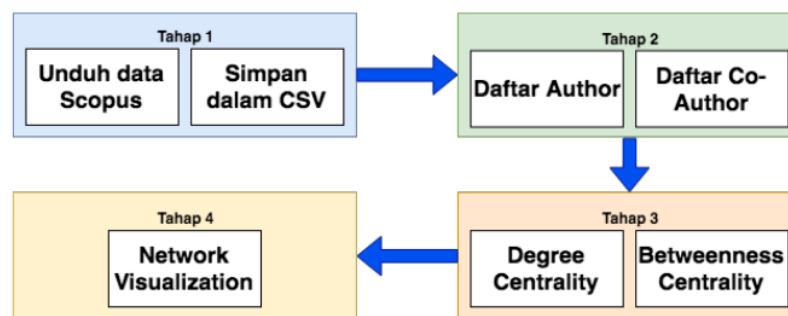 Tahap 1
Unduh data
Scopus
Simpan
dalam CSV
Tahap 2
Daftar Author
Daftar Co-
Author
Tahap 3
Degree
Centrality
Betweenness
Centrality
Tahap 4
Network
Visualization